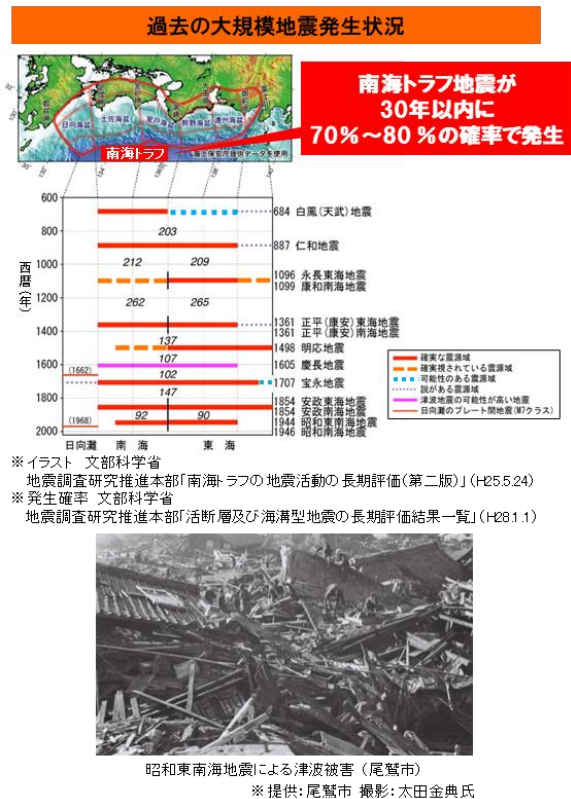 過去の大規模地震発生状況
南海トラフ地震が
30年以内に
70%~80%の確率で発生
日向海盆
土佐海盆
室戸海盆
熊野海盆
遠州海盆
南海トラフ
海上保安庁提供データを使用
西暦(年)
600
684 白鳳(天武)地震
203
800
887 仁和地震
212
209
1000
1096 永長東海地震
1099 康和南海地震
1200
262
265
1361 正平(康安)東海地震
1361 正平(康安)南海地震
1400
137
1498 明応地震
107
1600
1605 慶長地震
(1662)
102
1707 宝永地震
147
1800
1854 安政東海地震
1854 安政南海地震
(1968)
92
90
1944 昭和東南海地震
1946 昭和南海地震
2000
日向灘
南 海
東 海
確実な震源域
確実視されている震源域
可能性のある震源域
説がある震源域
津波地震の可能性が高い地震
日向灘のプレート間地震(M7クラス)
※イラスト 文部科学省
地震調査研究推進本部「南海トラフの地震活動の長期評価(第二版)」(H25.5.24)
※発生確率 文部科学省
地震調査研究推進本部「活断層及び海溝型地震の長期評価結果一覧」(H28.1.1)
昭和東南海地震による津波被害(尾鷲市)
※提供:尾鷲市 撮影:太田金典氏